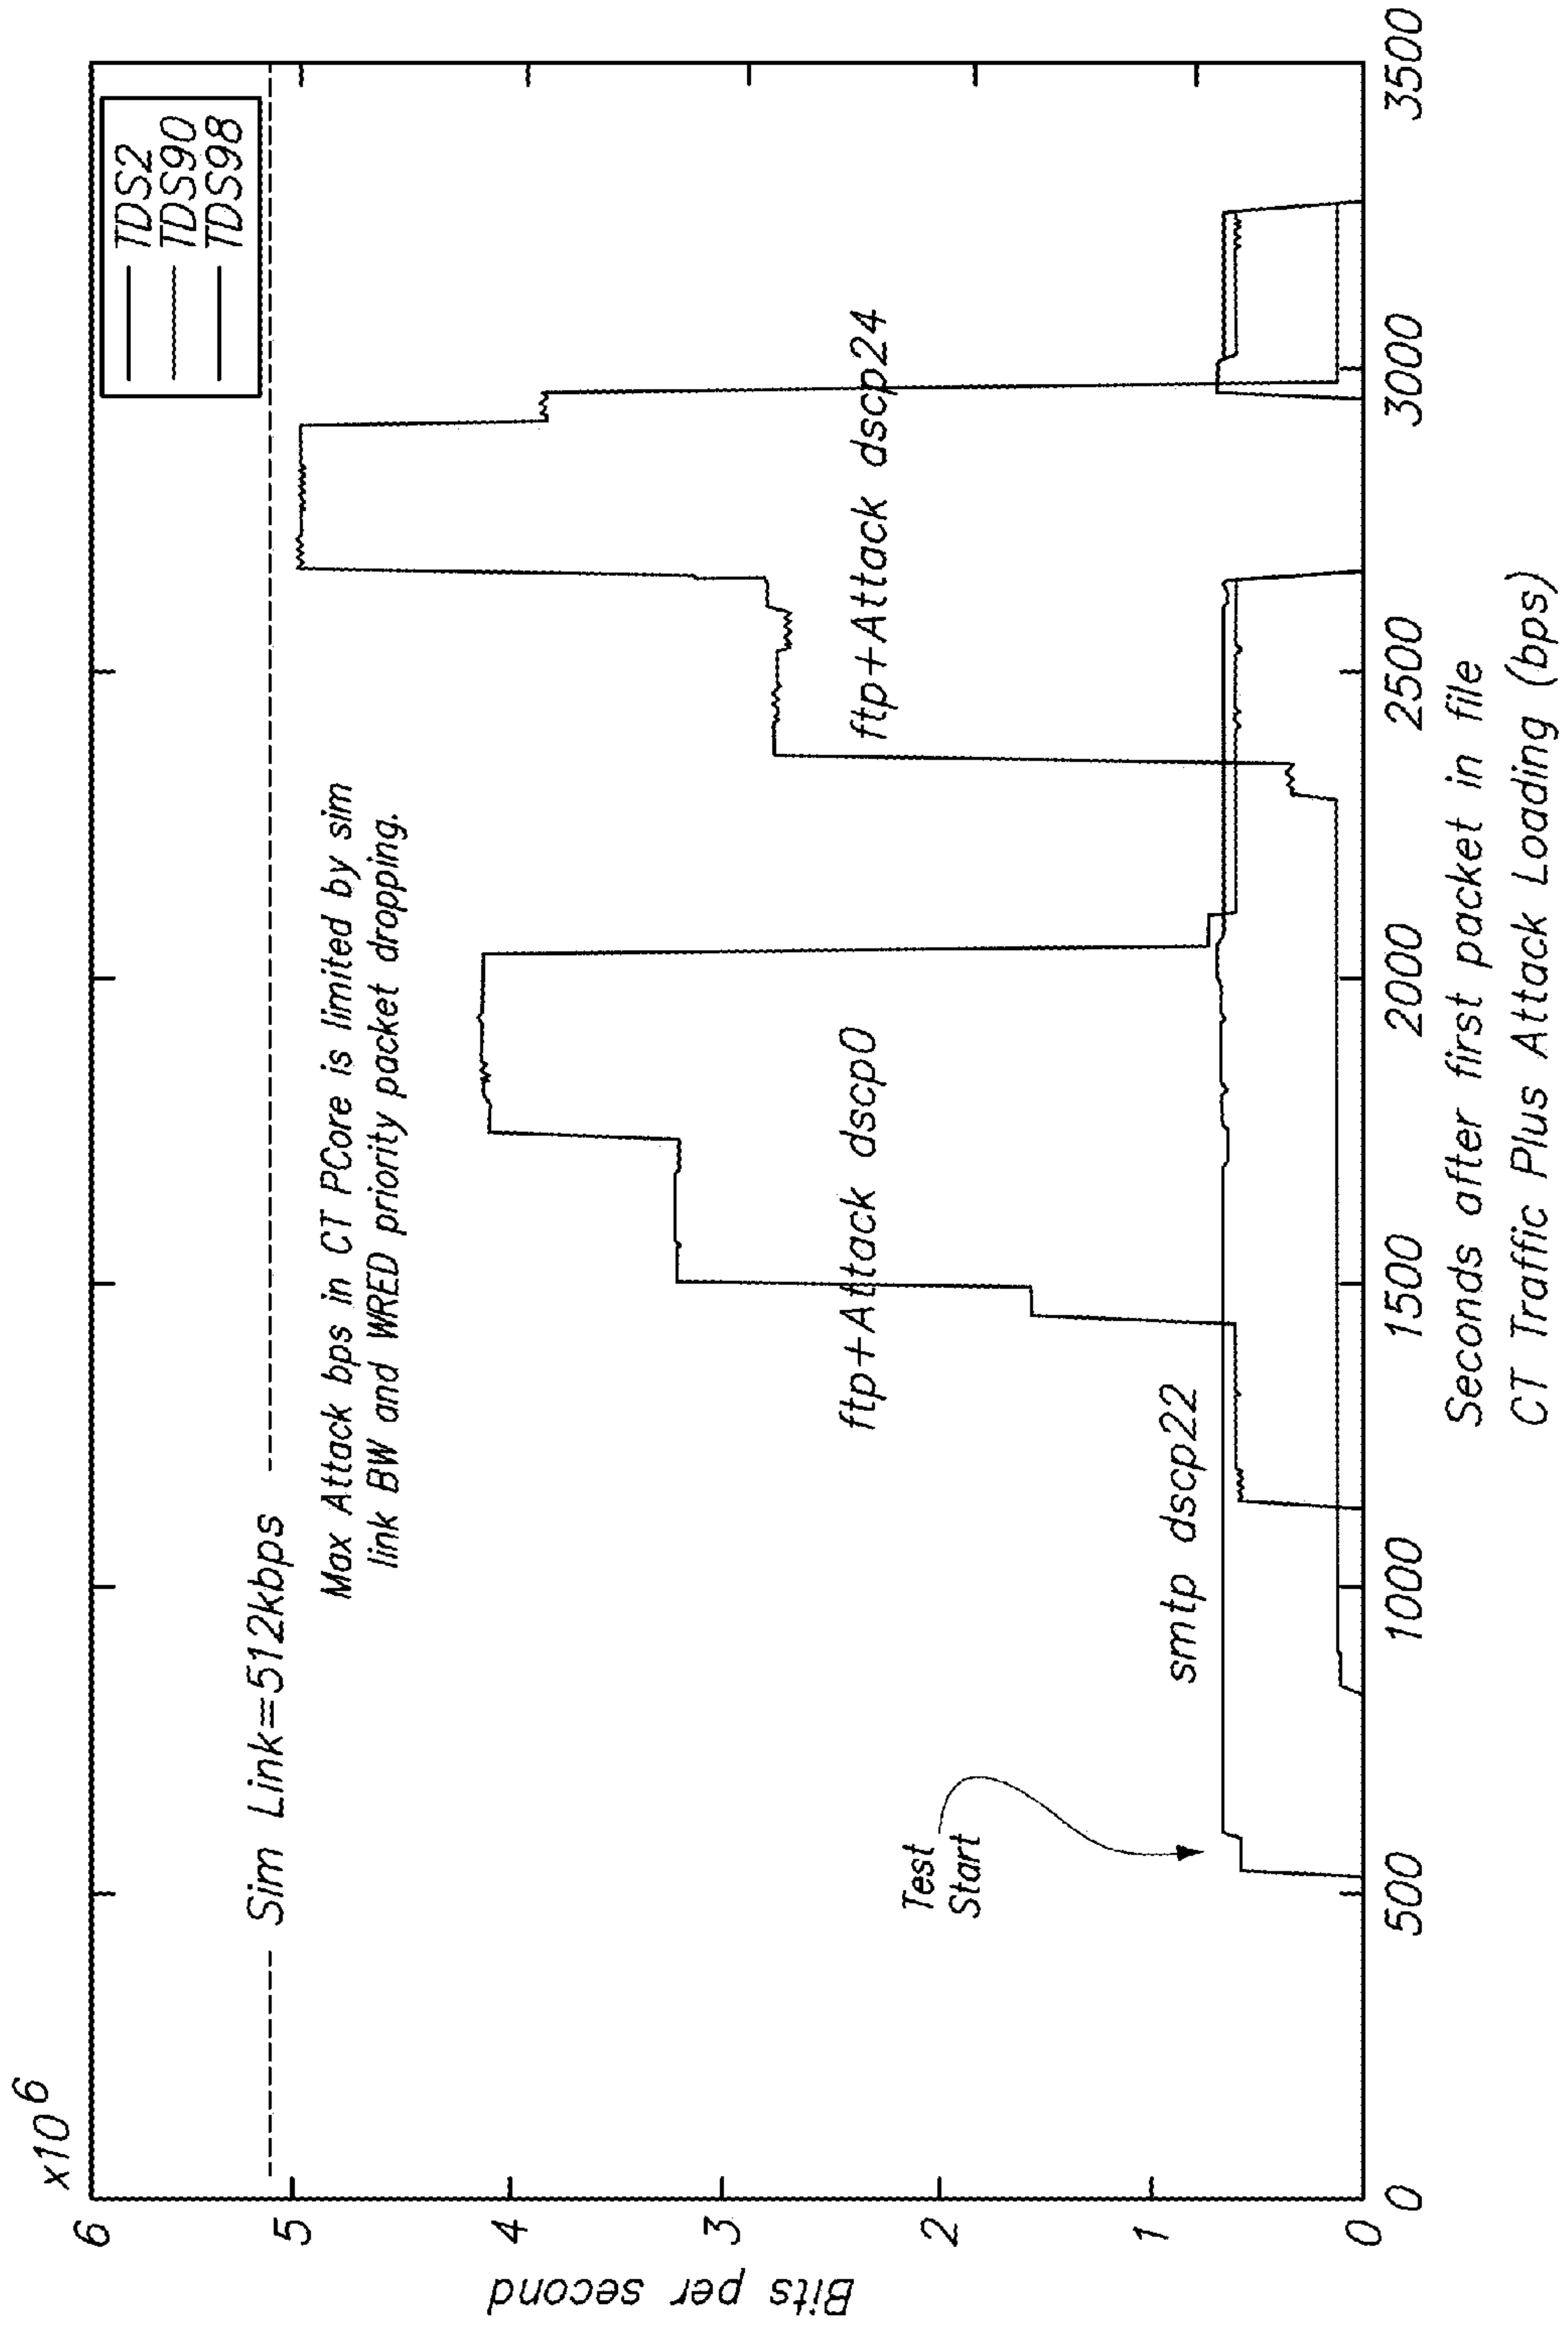 x10⁶
TDS2
TDS90
TDS98
Sim Link=512kbps
Max Attack bps in CT PCore is limited by sim
link BW and WRED priority packet dropping.
Bits per second
6
5
4
3
2
1
0
ftp+Attack dscp0
ftp+Attack dscp24
Test
Start
smtp dscp22
0
500
1000
1500
2000
2500
3000
3500
Seconds after first packet in file
CT Traffic Plus Attack Loading (bps)